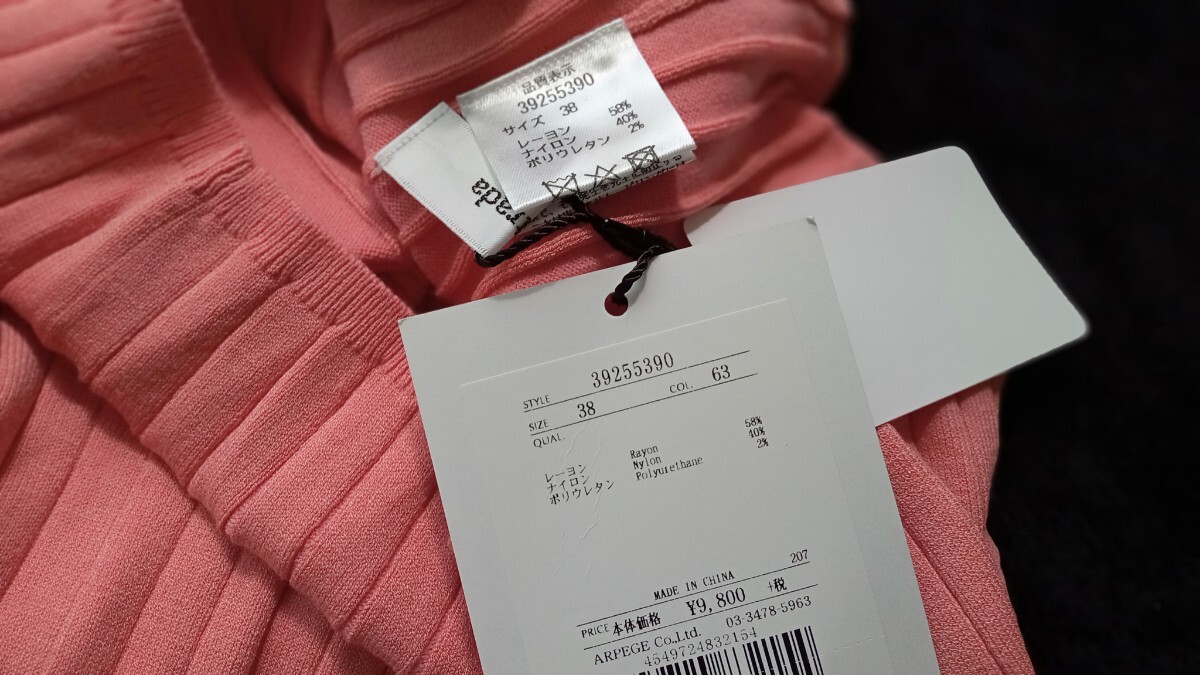 品質表示
39255390
サイズ 38
レーヨン 58%
ナイロン 40%
ポリウレタン 2%
rada
STYLE 39255390
SIZE 38 COL. 63
QUAL.
レーヨン Rayon 58%
ナイロン Nylon 40%
ポリウレタン Polyurethane 2%
207
MADE IN CHINA
PRICE 本体価格 ¥9,800 +税
ARPEGE Co.,Ltd. 03-3478-5963
4549724832154